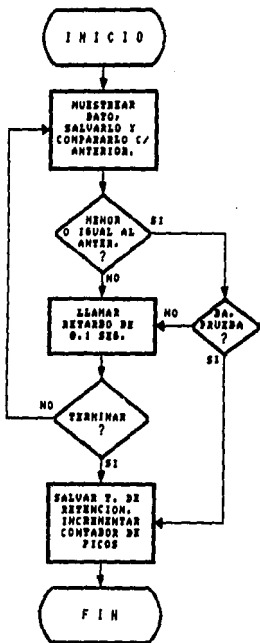 INICIO
MUESTREAR
DATO,
SALVARLO Y
COMPARARLO C/
ANTERIOR.
MENOR
O IGUAL AL
ANTER.
?
SI
NO
LLAMAR
RETARDO DE
0.1 SEG.
NO
DA.
PRUEBA
?
SI
NO
TERMINAR
?
SI
SALVAR T. DE
RETENCION.
INCREMENTAR
CONTADOR DE
PICOS
FIN